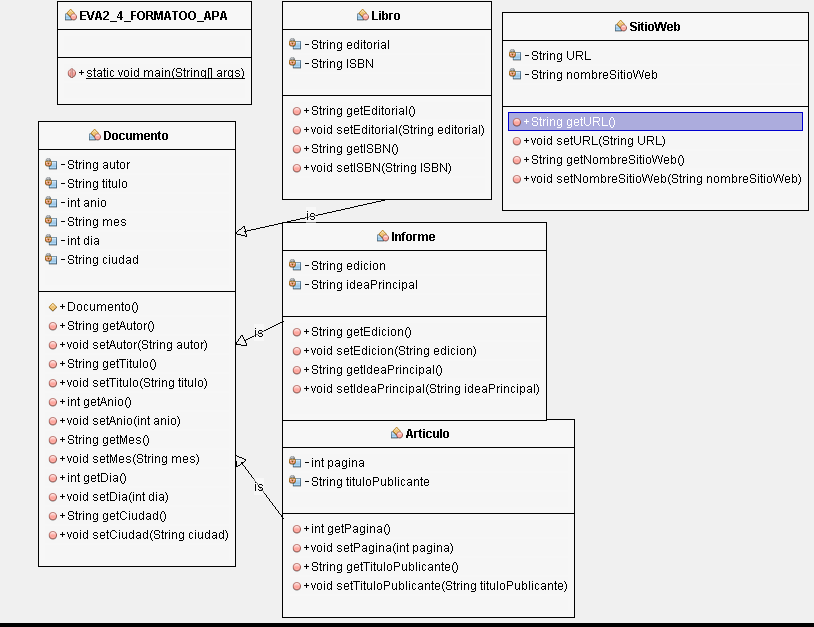 EVA2_4_FORMATOO_APA
+ static void main(String[] args)
Documento
- String autor
- String titulo
- int anio
- String mes
- int dia
- String ciudad
+Documento()
+String getAutor()
+void setAutor(String autor)
+String getTitulo()
+void setTitulo(String titulo)
+int getAnio()
+void setAnio(int anio)
+String getMes()
+void setMes(String mes)
+int getDia()
+void setDia(int dia)
+String getCiudad()
+void setCiudad(String ciudad)
Libro
- String editorial
- String ISBN
+String getEditorial()
+void setEditorial(String editorial)
+String getISBN()
+void setISBN(String ISBN)
is
Informe
- String edicion
- String ideaPrincipal
+String getEdicion()
+void setEdicion(String edicion)
+String getIdeaPrincipal()
+void setIdeaPrincipal(String ideaPrincipal)
is
Articulo
- int pagina
- String tituloPublicante
+int getPagina()
+void setPagina(int pagina)
+String getTituloPublicante()
+void setTituloPublicante(String tituloPublicante)
is
SitioWeb
- String URL
- String nombreSitioWeb
+String getURL()
+void setURL(String URL)
+String getNombreSitioWeb()
+void setNombreSitioWeb(String nombreSitioWeb)